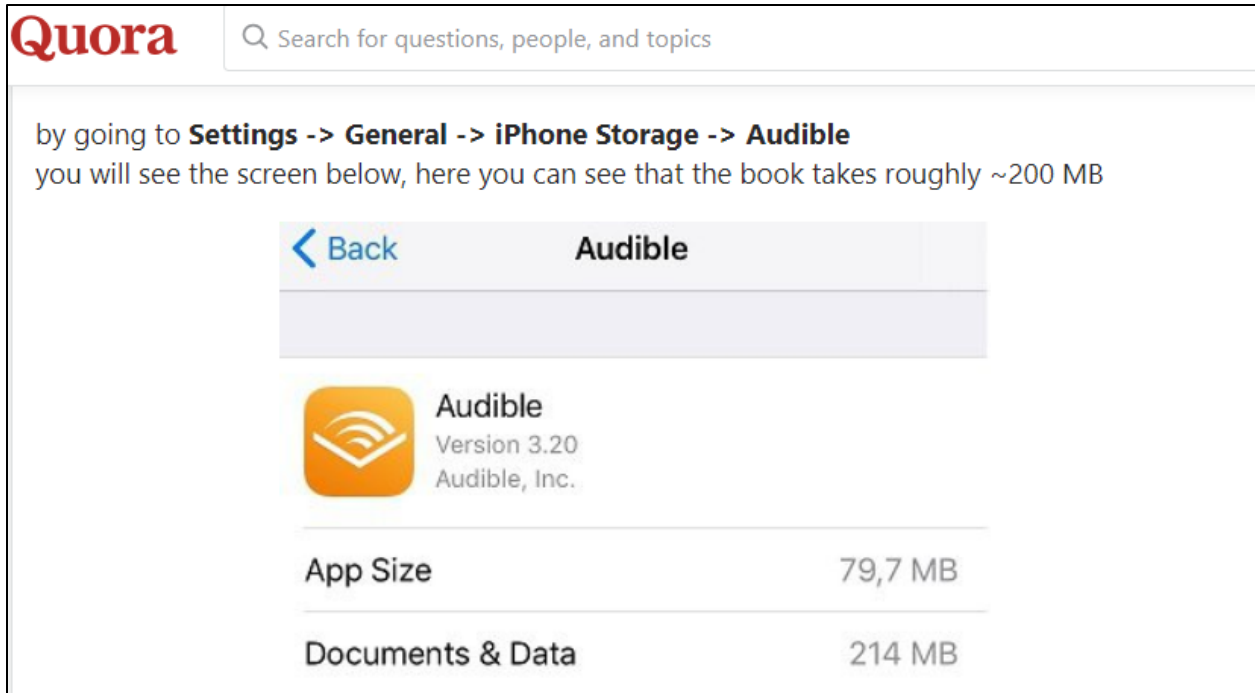 Quora
Search for questions, people, and topics
by going to Settings -> General -> iPhone Storage -> Audible
you will see the screen below, here you can see that the book takes roughly ~200 MB
Back Audible
Audible
Version 3.20
Audible, Inc.
App Size 79,7 MB
Documents & Data 214 MB